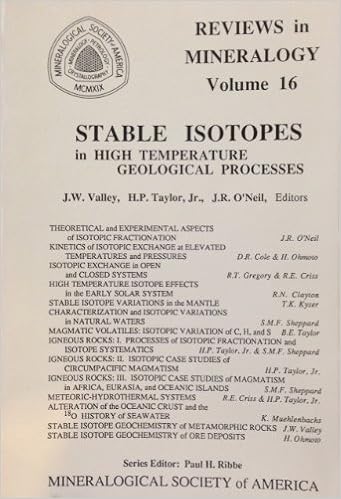 MINERALOGICAL SOCIETY of AMERICA
MINERALOGY
PETROLOGY
CRYSTALLOGRAPHY
MCMXIX
REVIEWS in
MINERALOGY
Volume 16
STABLE ISOTOPES
in HIGH TEMPERATURE
GEOLOGICAL PROCESSES
J.W. Valley, H.P. Taylor, Jr., J.R. O'Neil, Editors
THEORETICAL and EXPERIMENTAL ASPECTS
of ISOTOPIC FRACTIONATION J.R. O'Neil
KINETICS of ISOTOPIC EXCHANGE at ELEVATED
TEMPERATURES and PRESSURES D.R. Cole & H. Ohmoto
ISOTOPIC EXCHANGE in OPEN
and CLOSED SYSTEMS R.T. Gregory & R.E. Criss
HIGH TEMPERATURE ISOTOPE EFFECTS
in the EARLY SOLAR SYSTEM R.N. Clayton
STABLE ISOTOPE VARIATIONS in the MANTLE T.K. Kyser
CHARACTERIZATION and ISOTOPIC VARIATIONS
in NATURAL WATERS S.M.F. Sheppard
MAGMATIC VOLATILES: ISOTOPIC VARIATION of C, H, and S B.E. Taylor
IGNEOUS ROCKS: I. PROCESSES of ISOTOPIC FRACTIONATION and
ISOTOPE SYSTEMATICS H.P. Taylor, Jr. & S.M.F. Sheppard
IGNEOUS ROCKS: II. ISOTOPIC CASE STUDIES of
CIRCUMPACIFIC MAGMATISM H.P. Taylor, Jr.
IGNEOUS ROCKS: III. ISOTOPIC CASE STUDIES of MAGMATISM
in AFRICA, EURASIA, and OCEANIC ISLANDS S.M.F. Sheppard
METEORIC-HYDROTHERMAL SYSTEMS R.E. Criss & H.P. Taylor, Jr.
ALTERATION of the OCEANIC CRUST and the
18O HISTORY of SEAWATER K. Muehlenbachs
STABLE ISOTOPE GEOCHEMISTRY of METAMORPHIC ROCKS J.W. Valley
STABLE ISOTOPE GEOCHEMISTRY of ORE DEPOSITS H. Ohmoto
Series Editor: Paul H. Ribbe
MINERALOGICAL SOCIETY of AMERICA